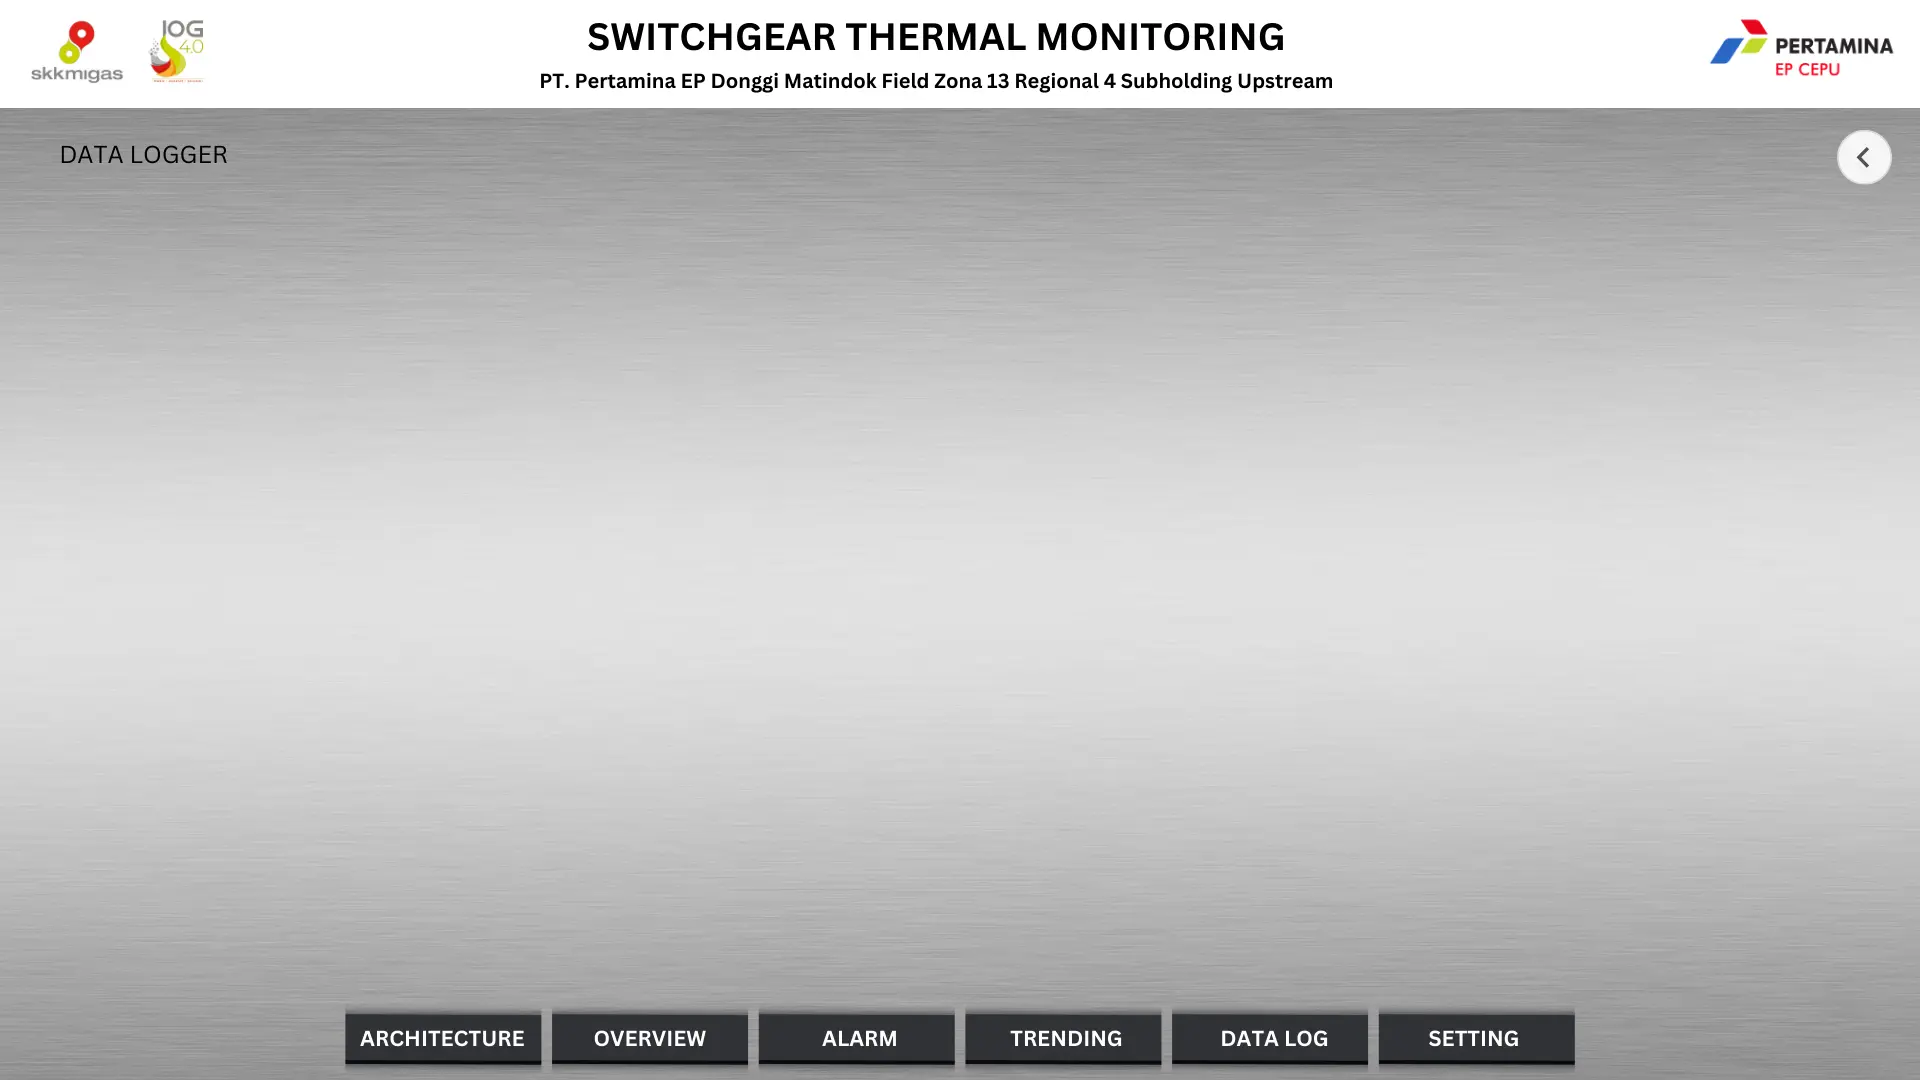 skkmigas
IOG
4.0
SWITCHGEAR THERMAL MONITORING
PT. Pertamina EP Donggi Matindok Field Zona 13 Regional 4 Subholding Upstream
PERTAMINA
EP CEPU
DATA LOGGER
ARCHITECTURE
OVERVIEW
ALARM
TRENDING
DATA LOG
SETTING